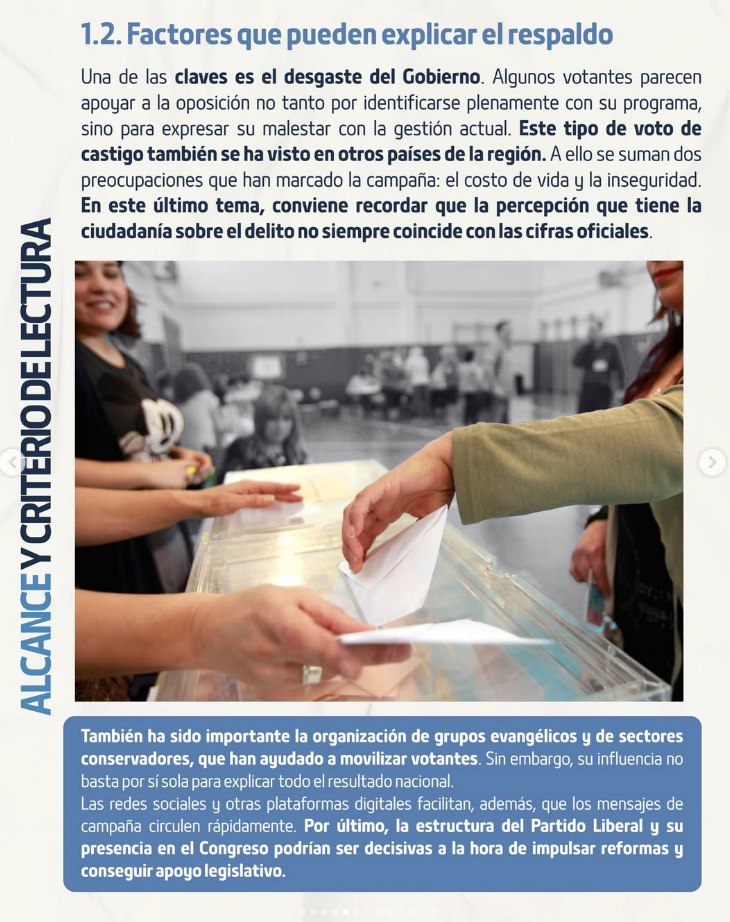 1.2. Factores que pueden explicar el respaldo
Una de las claves es el desgaste del Gobierno. Algunos votantes parecen
apoyar a la oposición no tanto por identificarse plenamente con su programa,
sino para expresar su malestar con la gestión actual. Este tipo de voto de
castigo también se ha visto en otros países de la región. A ello se suman dos
preocupaciones que han marcado la campaña: el costo de vida y la inseguridad.
En este último tema, conviene recordar que la percepción que tiene la
ciudadanía sobre el delito no siempre coincide con las cifras oficiales.
ALCANCE Y CRITERIO DE LECTURA
También ha sido importante la organización de grupos evangélicos y de sectores
conservadores, que han ayudado a movilizar votantes. Sin embargo, su influencia no
basta por sí sola para explicar todo el resultado nacional.
Las redes sociales y otras plataformas digitales facilitan, además, que los mensajes de
campaña circulen rápidamente. Por último, la estructura del Partido Liberal y su
presencia en el Congreso podrían ser decisivas a la hora de impulsar reformas y
conseguir apoyo legislativo.